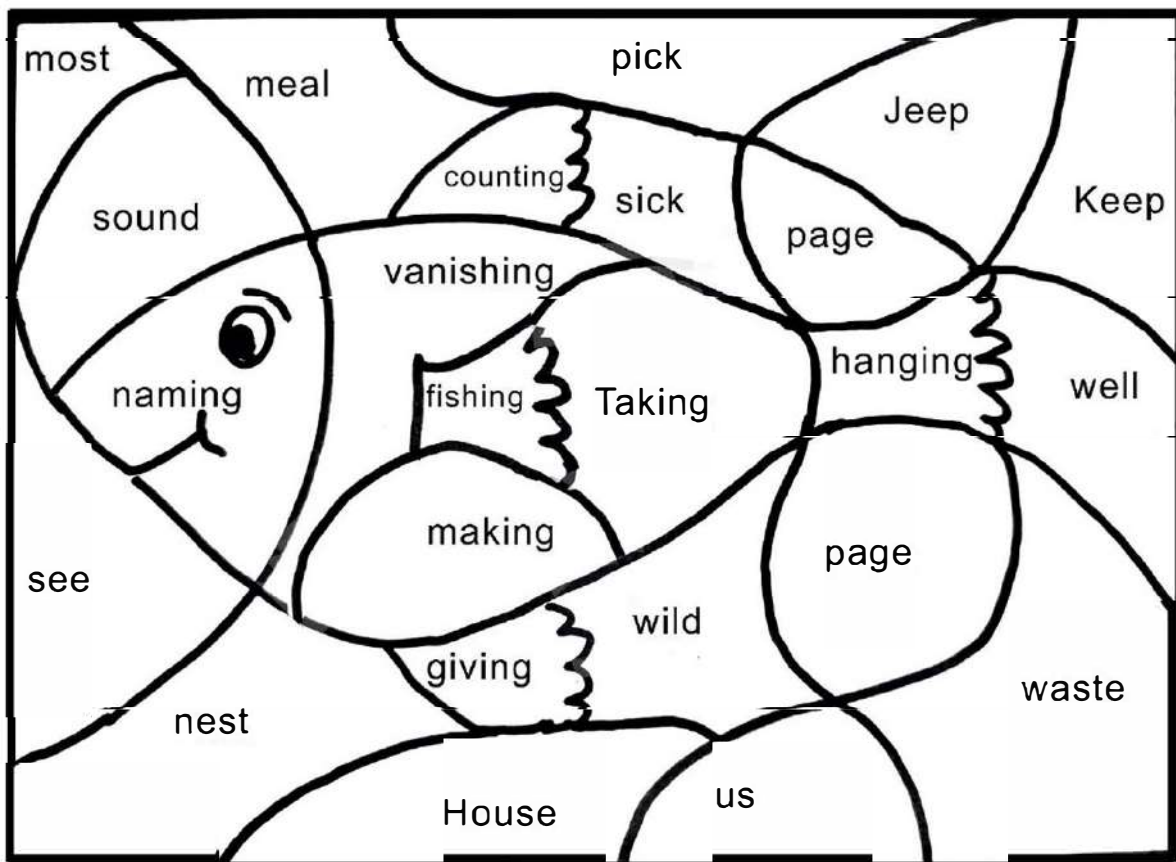 most
meal
pick
Jeep
counting
sick
Keep
sound
page
vanishing
hanging
naming
fishing
Taking
well
making
page
see
wild
giving
waste
nest
House
us